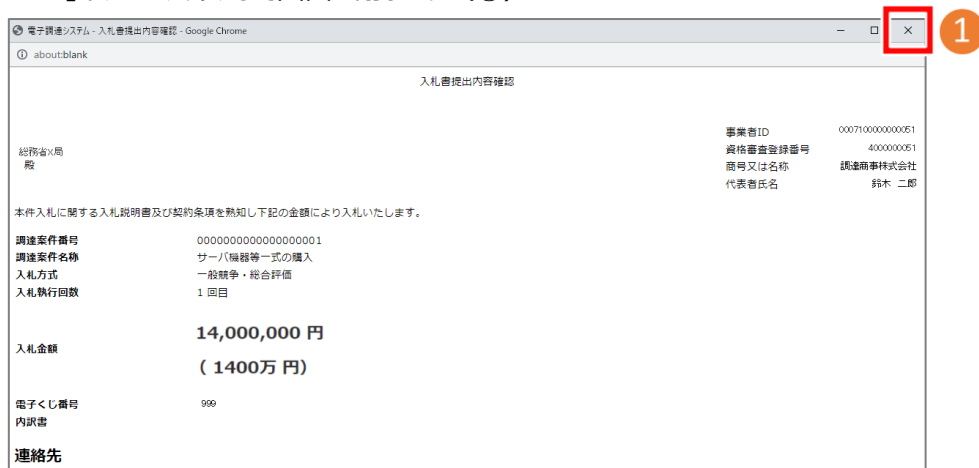 電子調達システム - 入札書提出内容確認 - Google Chrome
1
about:blank
入札書提出内容確認
事業者ID 0007100000000051
総務省×局
資格審査登録番号 4000000051
殿
商号又は名称 調達商事株式会社
代表者氏名 鈴木 二郎
本件入札に関する入札説明書及び契約条項を熟知し下記の金額により入札いたします。
調達案件番号 0000000000000000001
調達案件名称 サーバ機器等一式の購入
入札方式 一般競争・総合評価
入札執行回数 1 回目
入札金額 14,000,000 円
( 1400万 円)
電子くじ番号 999
内訳書
連絡先